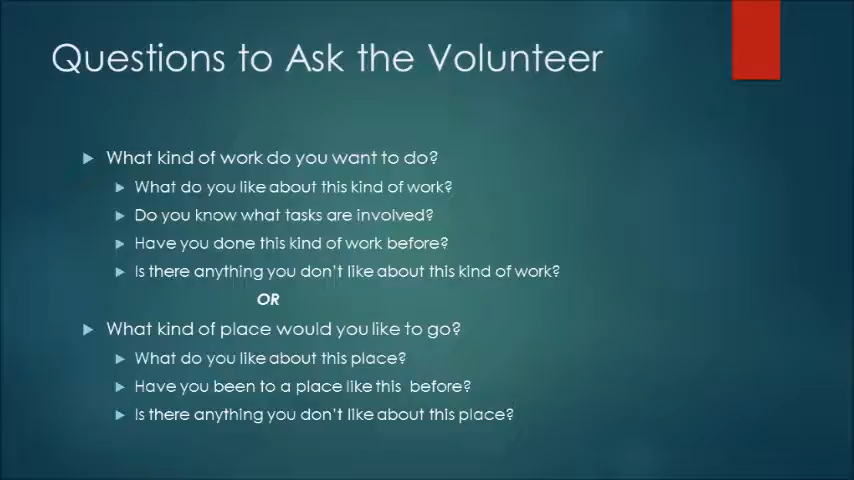 Questions to Ask the Volunteer
What kind of work do you want to do?
What do you like about this kind of work?
Do you know what tasks are involved?
Have you done this kind of work before?
Is there anything you don't like about this kind of work?
OR
What kind of place would you like to go?
What do you like about this place?
Have you been to a place like this before?
Is there anything you don't like about this place?